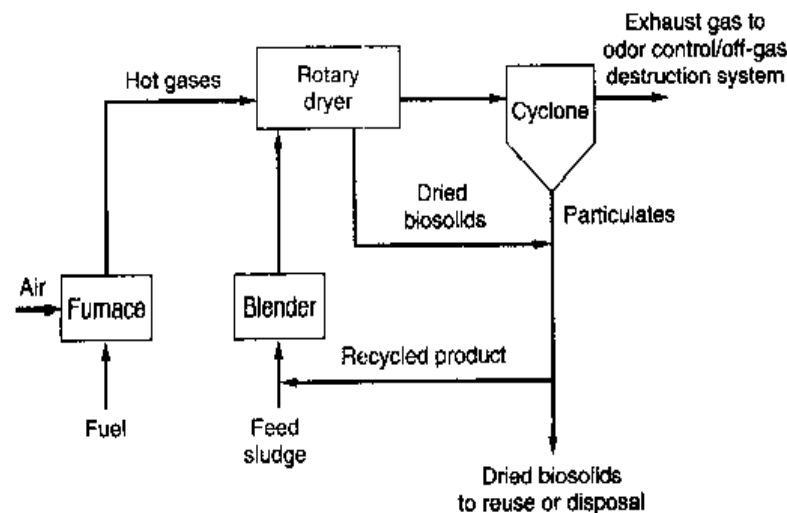 Exhaust gas to
odor control/off-gas
destruction system
Hot gases
Rotary
dryer
Cyclone
Dried
biosolids
Particulates
Air
Furnace
Blender
Recycled product
Fuel
Feed
sludge
Dried biosolids
to reuse or disposal